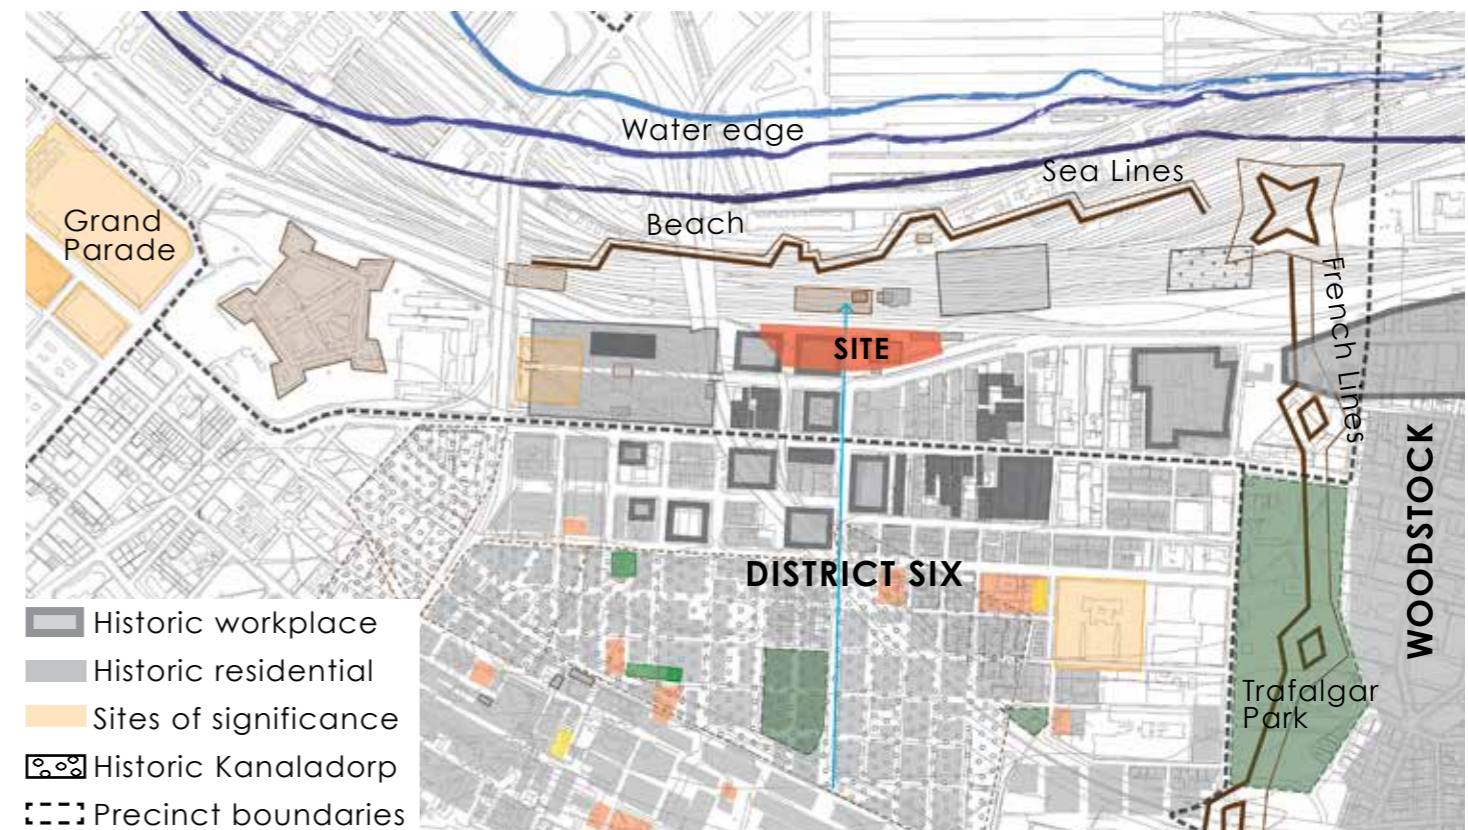 Water edge
Sea Lines
Beach
Grand
Parade
French Lines
SITE
WOODSTOCK
DISTRICT SIX
Trafalgar
Park
Historic workplace
Historic residential
Sites of significance
Historic Kanaladorp
Precinct boundaries